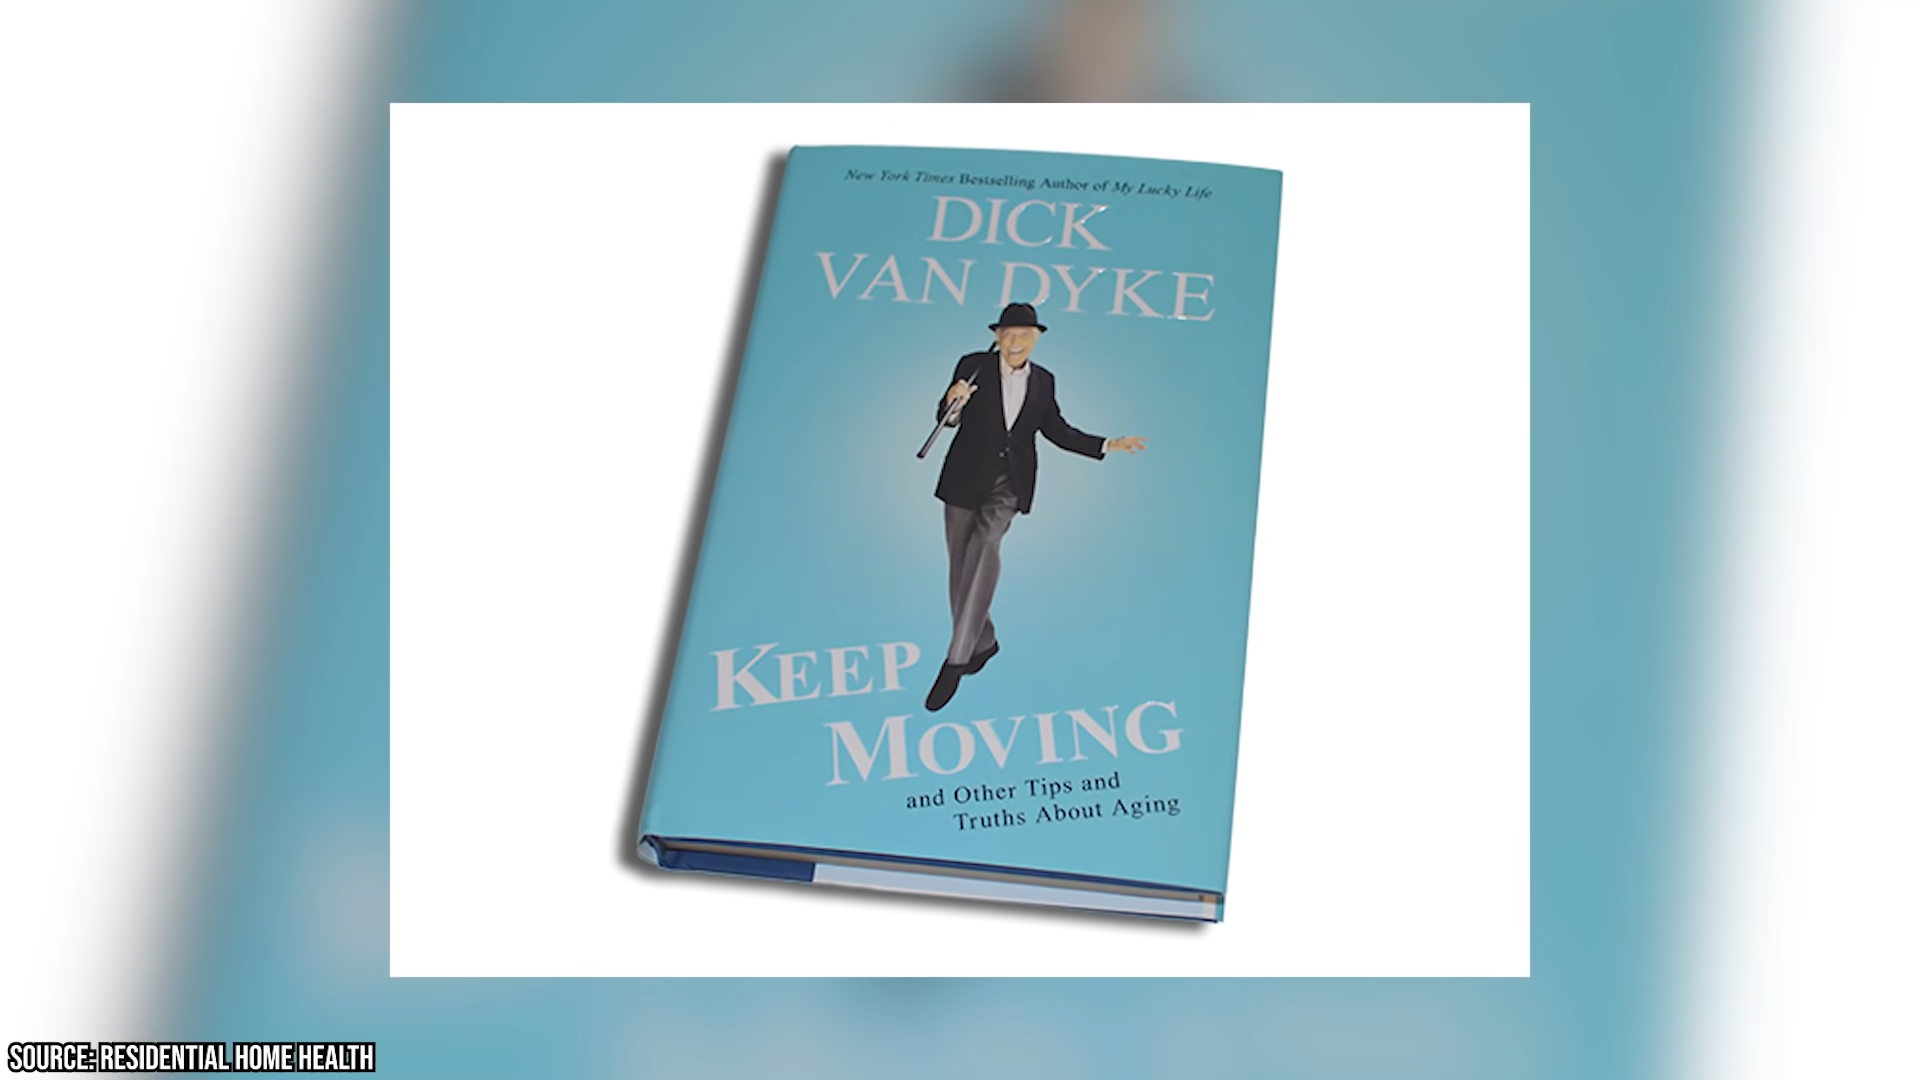 New York Times Bestselling Author of My Lucky Life
DICK
VAN DYKE
KEEP
MOVING
and Other Tips and
Truths About Aging
SOURCE: RESIDENTIAL HOME HEALTH